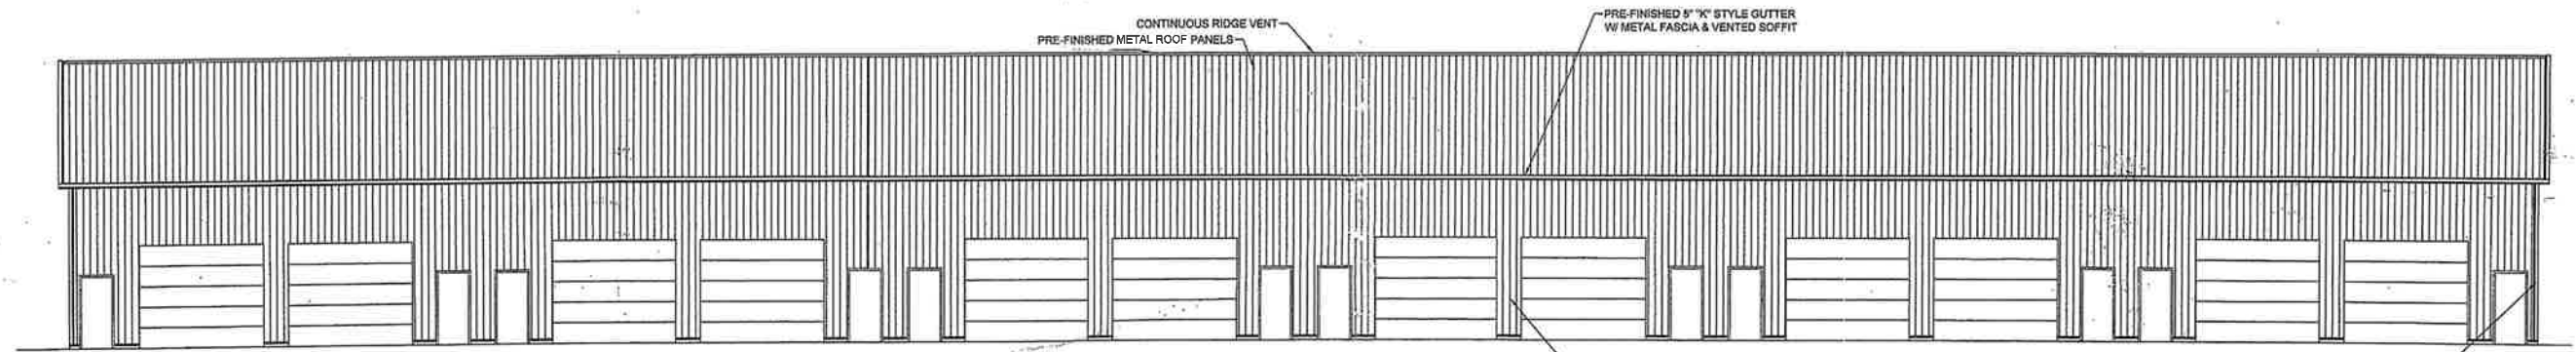 PRE-FINISHED 5" "K" STYLE GUTTER
W/ METAL FASCIA & VENTED SOFFIT
CONTINUOUS RIDGE VENT
PRE-FINISHED METAL ROOF PANELS